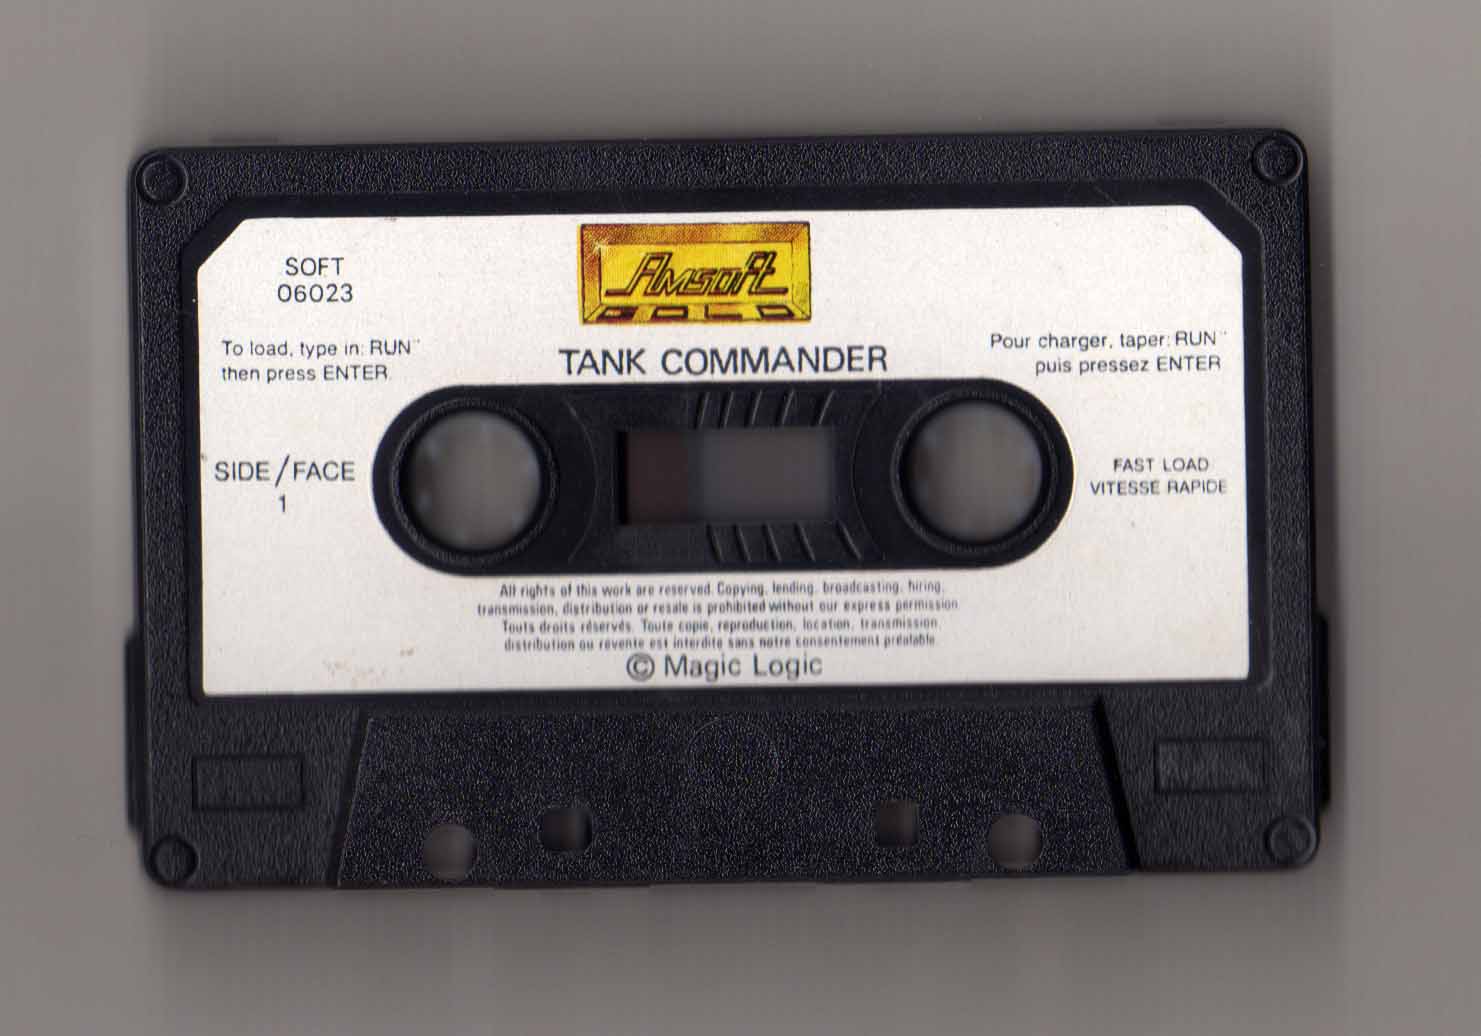 Amsoft
GOLD
SOFT
06023
TANK COMMANDER
To load, type in: RUN"
then press ENTER.
Pour charger, taper: RUN"
puis pressez ENTER
SIDE/FACE
1
FAST LOAD
VITESSE RAPIDE
All rights of this work are reserved. Copying, lending, broadcasting, hiring,
transmission, distribution or resale is prohibited without our express permission.
Touts droits réservés. Toute copie, reproduction, location, transmission,
distribution ou revente est interdite sans notre consentement préalable.
© Magic Logic